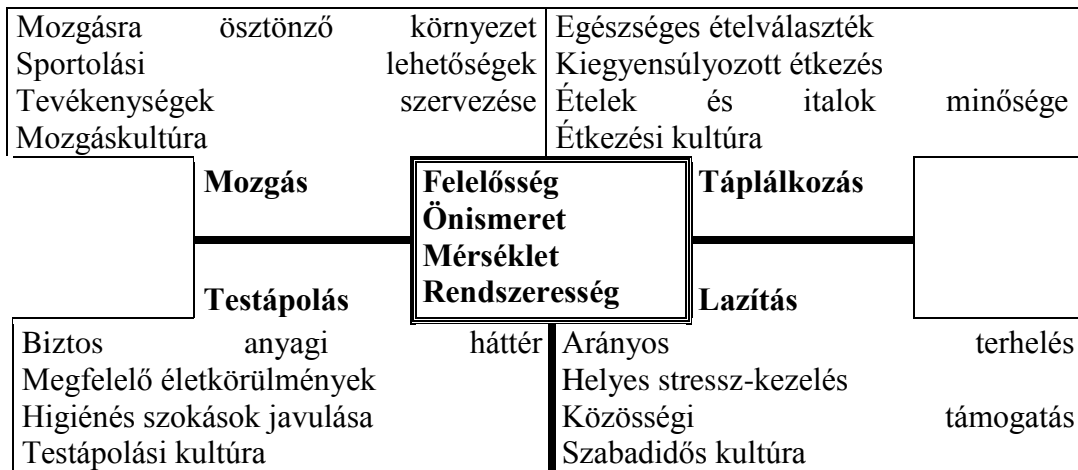 Mozgásra ösztönző környezet
Sportolási lehetőségek
Tevékenységek szervezése
Mozgáskultúra
Egészséges ételválaszték
Kiegyensúlyozott étkezés
Ételek és italok minősége
Étkezési kultúra
Mozgás
Felelősség
Önismeret
Mérséklet
Rendszeresség
Táplálkozás
Testápolás
Lazítás
Biztos anyagi háttér
Megfelelő életkörülmények
Higiénés szokások javulása
Testápolási kultúra
Arányos terhelés
Helyes stressz-kezelés
Közösségi támogatás
Szabadidős kultúra